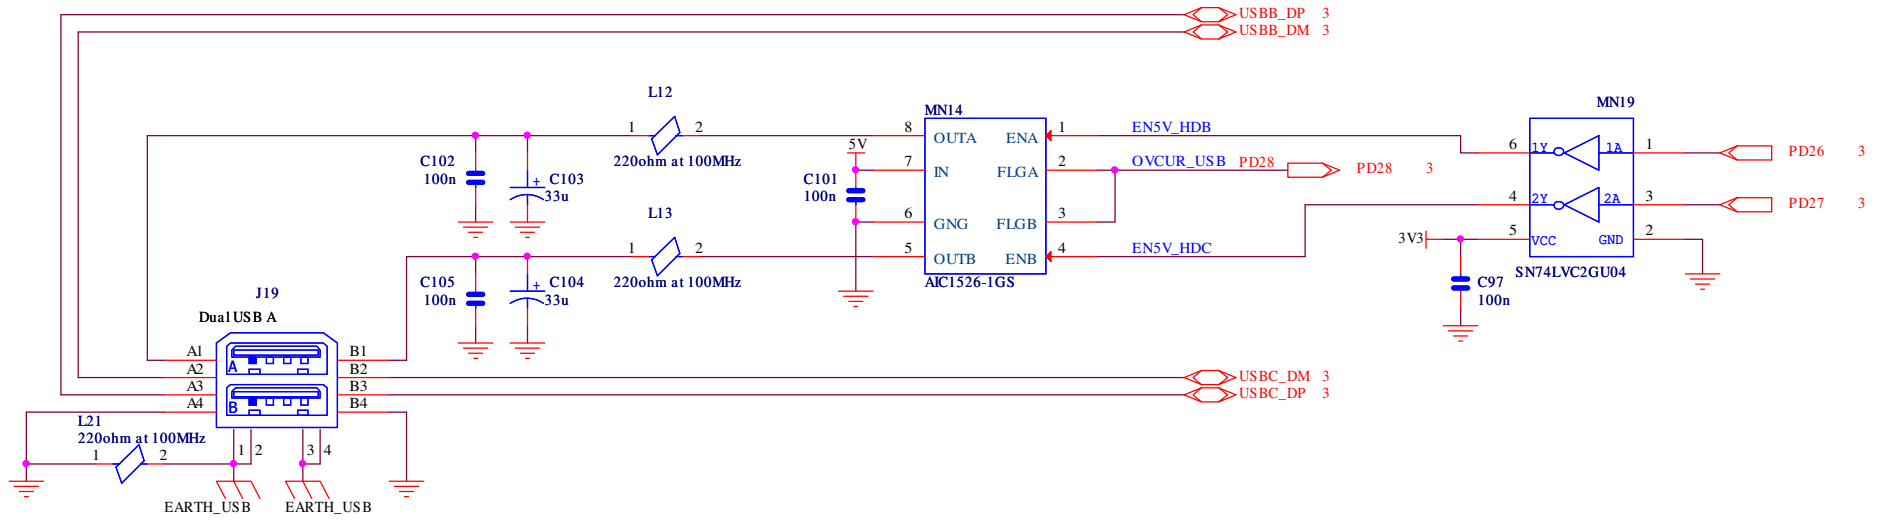 USBB_DP 3
USBB_DM 3
L12
1 2
220ohm at 100MHz
C102
100n
+ C103
33u
L13
1 2
220ohm at 100MHz
C105
100n
+ C104
33u
5V
C101
100n
MN14
8 OUTA ENA 1 EN5V_HDB
7 IN FLGA 2 OVCUR_USB PD28 PD28 3
6 GNG FLGB 3
5 OUTB ENB 4 EN5V_HDC
AIC1526-1GS
MN19
6 1Y 1A 1 PD26 3
4 2Y 2A 3 PD27 3
3V3 5 VCC GND 2
SN74LVC2GU04
C97
100n
J19
Dual USB A
A1 A B1
A2 B2 USBC_DM 3
A3 B B3 USBC_DP 3
A4 B4
L21
220ohm at 100MHz
1 2 1 2 3 4
EARTH_USB EARTH_USB